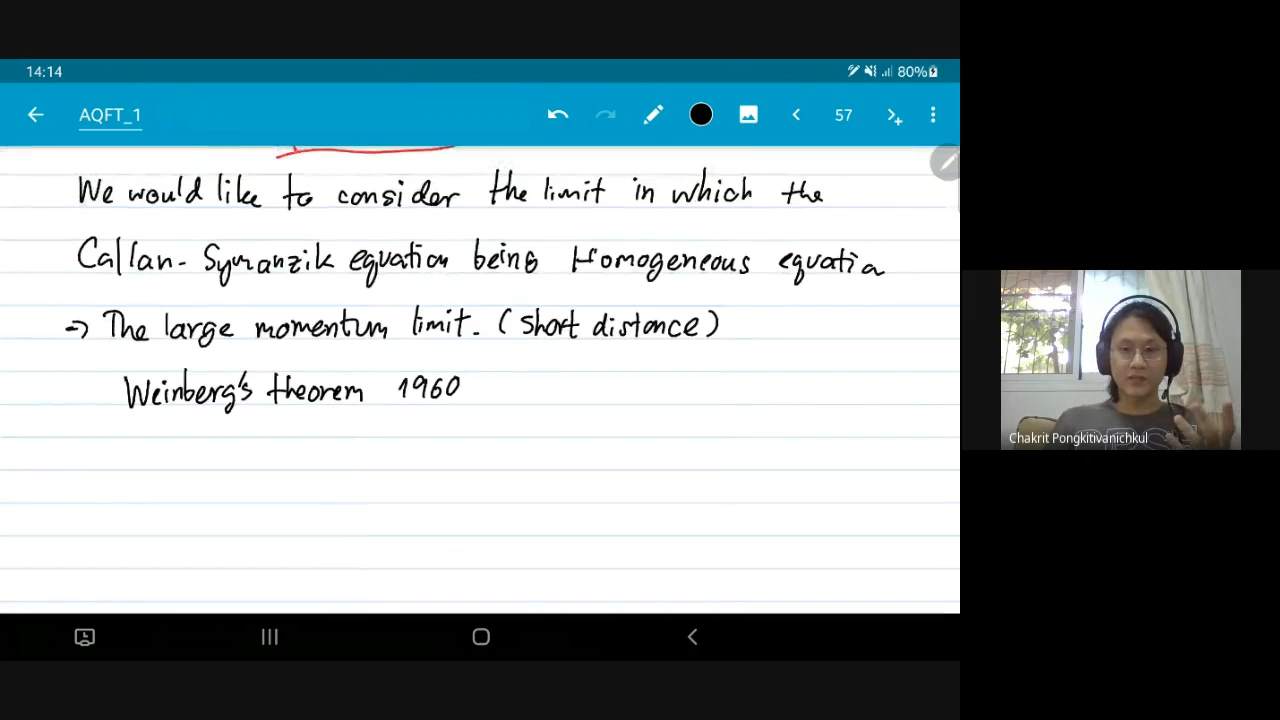 14:14
80%
AQFT_1
57
We would like to consider the limit in which the
Callan-Symanzik equation being Homogeneous equatio
→ The large momentum limit. (short distance)
Weinberg's theorem 1960
Chakrit Pongkitivanichkul